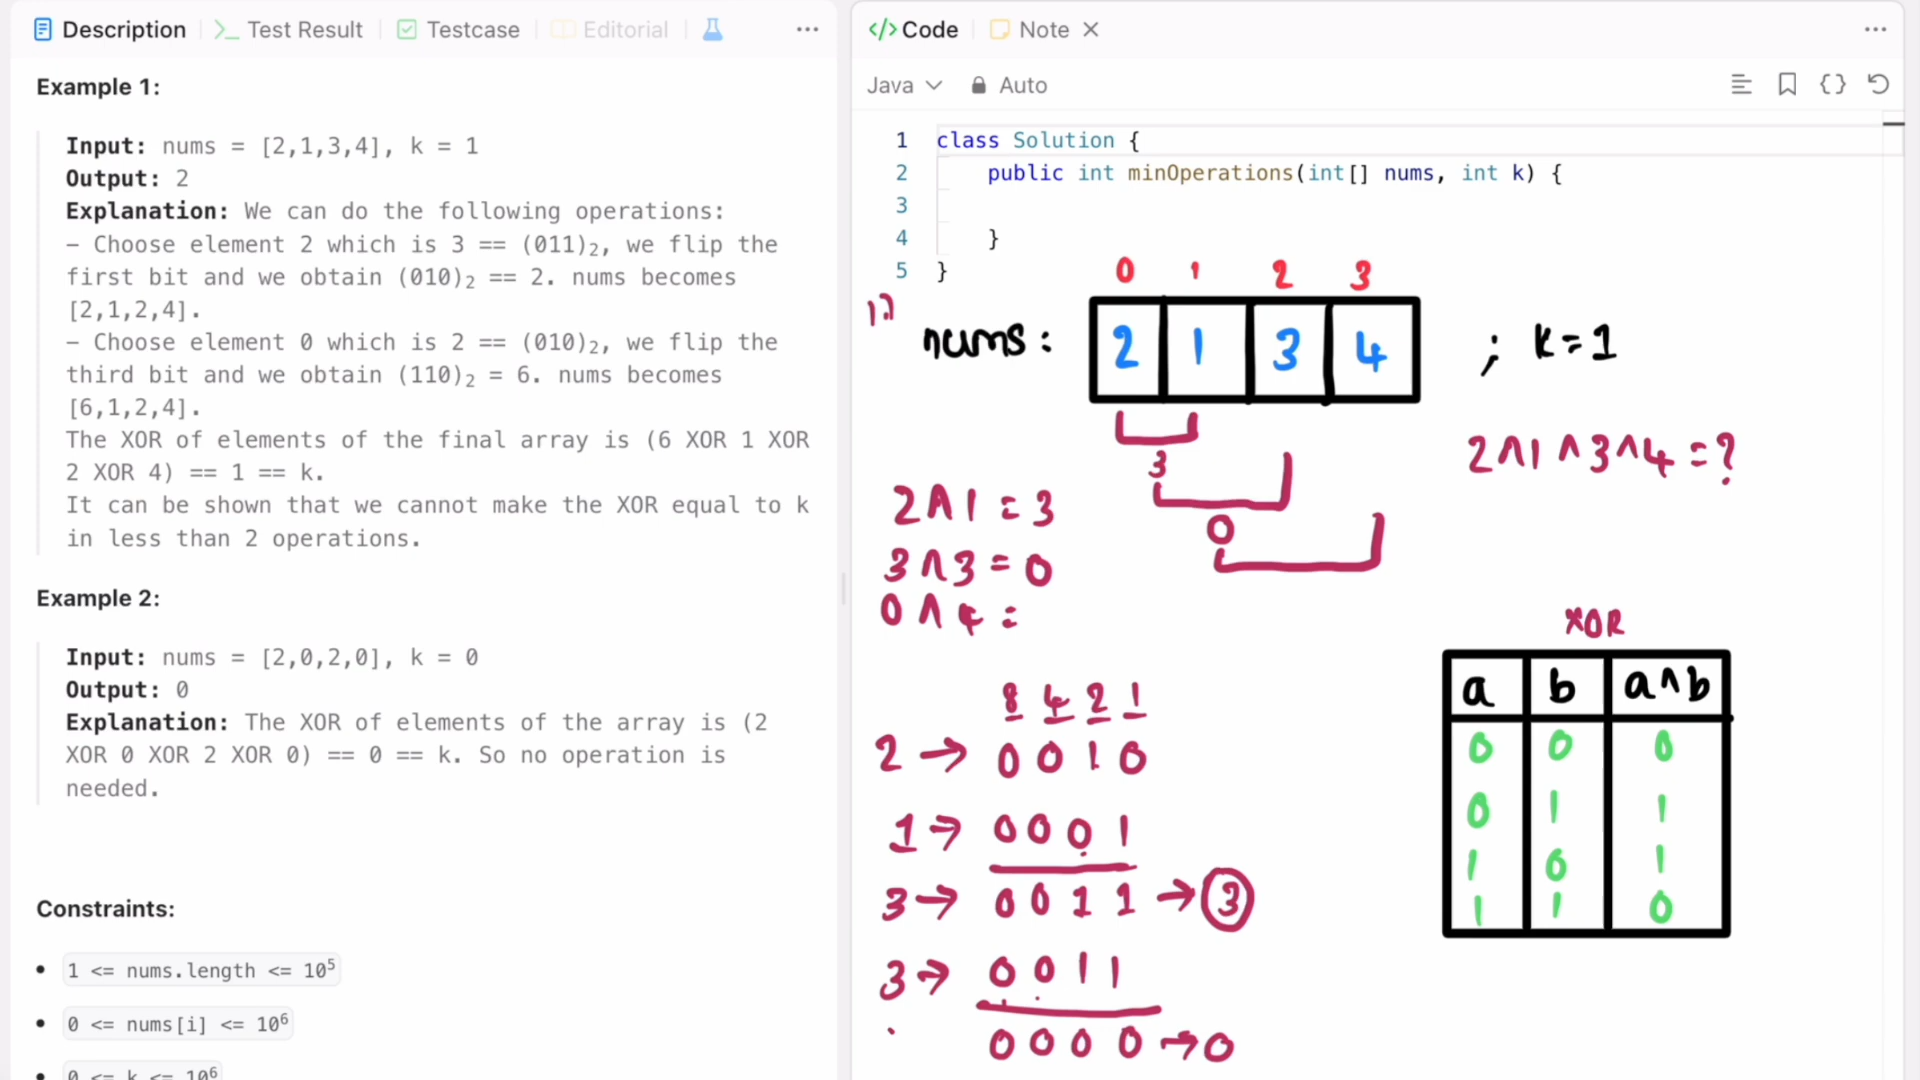 Description
Test Result
Testcase
Editorial
Example 1:
Input: nums = [2,1,3,4], k = 1
Output: 2
Explanation: We can do the following operations:
– Choose element 2 which is 3 == (011)₂, we flip the
first bit and we obtain (010)₂ == 2. nums becomes
[2,1,2,4].
– Choose element 0 which is 2 == (010)₂, we flip the
third bit and we obtain (110)₂ = 6. nums becomes
[6,1,2,4].
The XOR of elements of the final array is (6 XOR 1 XOR
2 XOR 4) == 1 == k.
It can be shown that we cannot make the XOR equal to k
in less than 2 operations.
Example 2:
Input: nums = [2,0,2,0], k = 0
Output: 0
Explanation: The XOR of elements of the array is (2
XOR 0 XOR 2 XOR 0) == 0 == k. So no operation is
needed.
Constraints:
• 1 <= nums.length <= 10⁵
• 0 <= nums[i] <= 10⁶
• 0 <= k <= 10⁶
</> Code
Note
Java
Auto
1 class Solution {
2 public int minOperations(int[] nums, int k) {
3
4 }
5 }
0 1 2 3
1)
nums : 2 1 3 4 ; k=1
3
0
2^1^3^4=?
2^1=3
3^3=0
0^4=
8 4 2 1
2→ 0 0 1 0
1→ 0 0 0 1
3→ 0 0 1 1 →3
3→ 0 0 1 1
0 0 0 0 →0
XOR
a b a^b
0 0 0
0 1 1
1 0 1
1 1 0